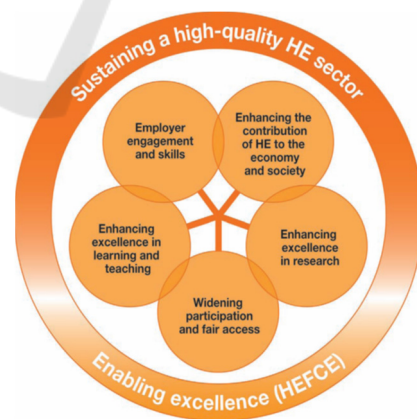 Sustaining a high-quality HE sector
Employer
engagement
and skills
Enhancing the
contribution
of HE to the
economy
and society
Enhancing
excellence in
learning and
teaching
Enhancing
excellence
in research
Widening
participation
and fair access
Enabling excellence (HEFCE)